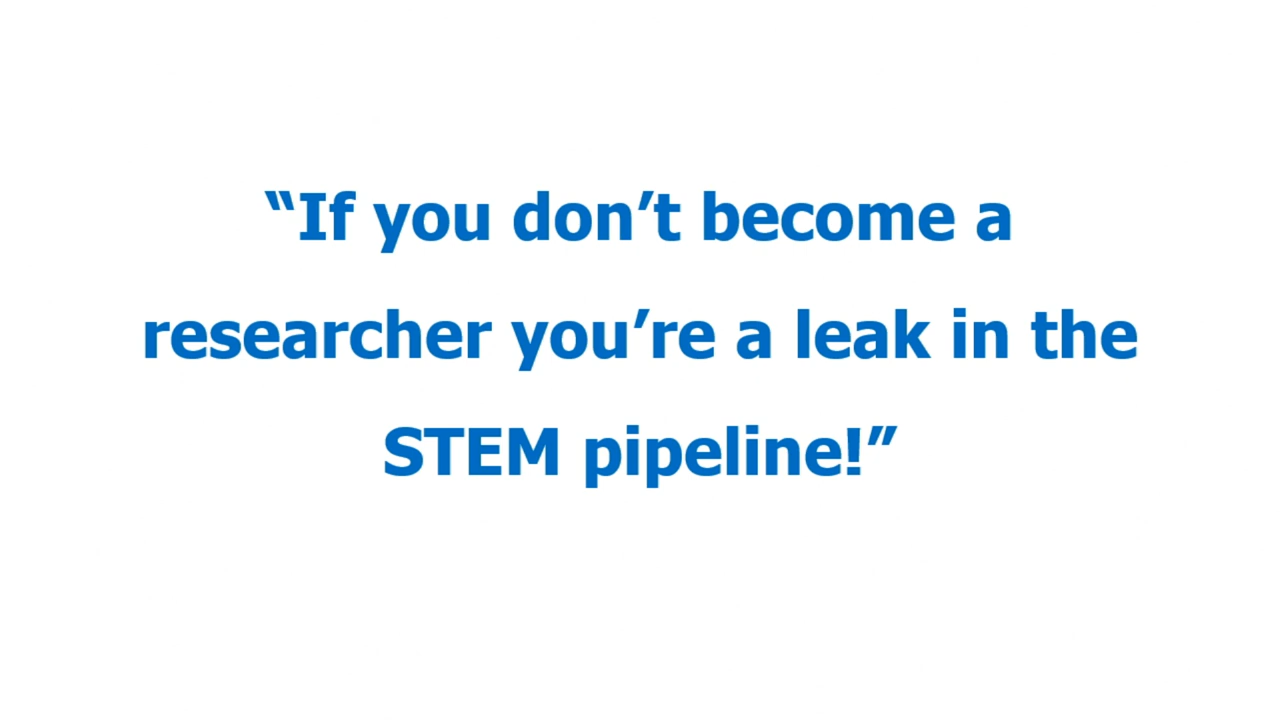 “If you don’t become a
researcher you’re a leak in the
STEM pipeline!”